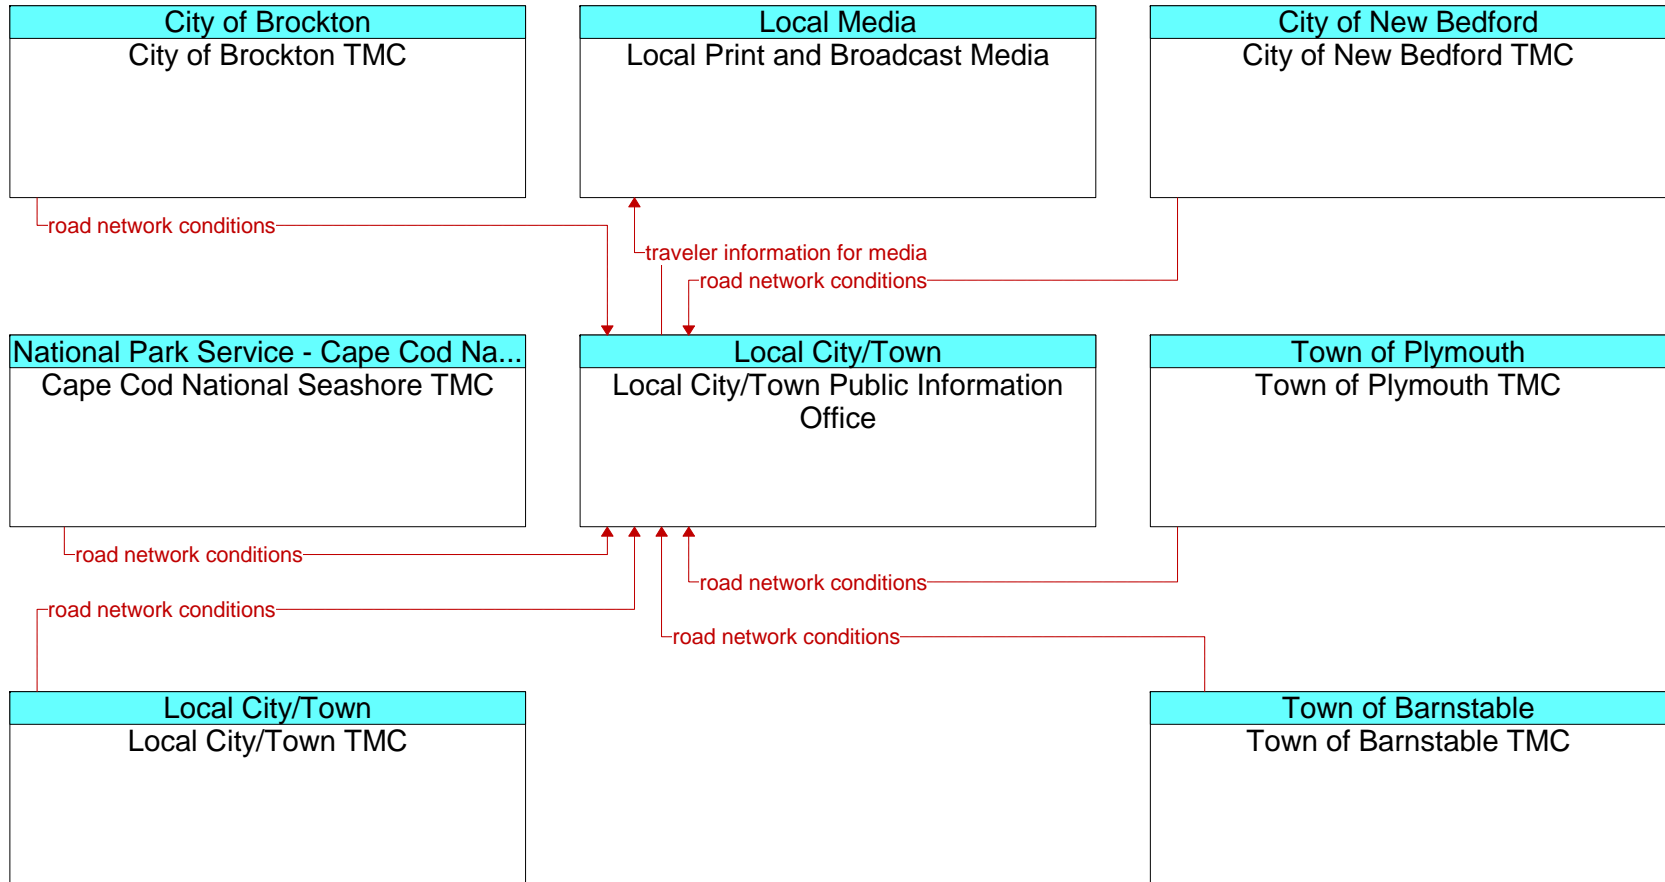 City of Brockton
City of Brockton TMC
Local Media
Local Print and Broadcast Media
City of New Bedford
City of New Bedford TMC
road network conditions
traveler information for media
road network conditions
National Park Service - Cape Cod Na...
Cape Cod National Seashore TMC
Local City/Town
Local City/Town Public Information
Office
Town of Plymouth
Town of Plymouth TMC
road network conditions
road network conditions
road network conditions
road network conditions
Local City/Town
Local City/Town TMC
Town of Barnstable
Town of Barnstable TMC